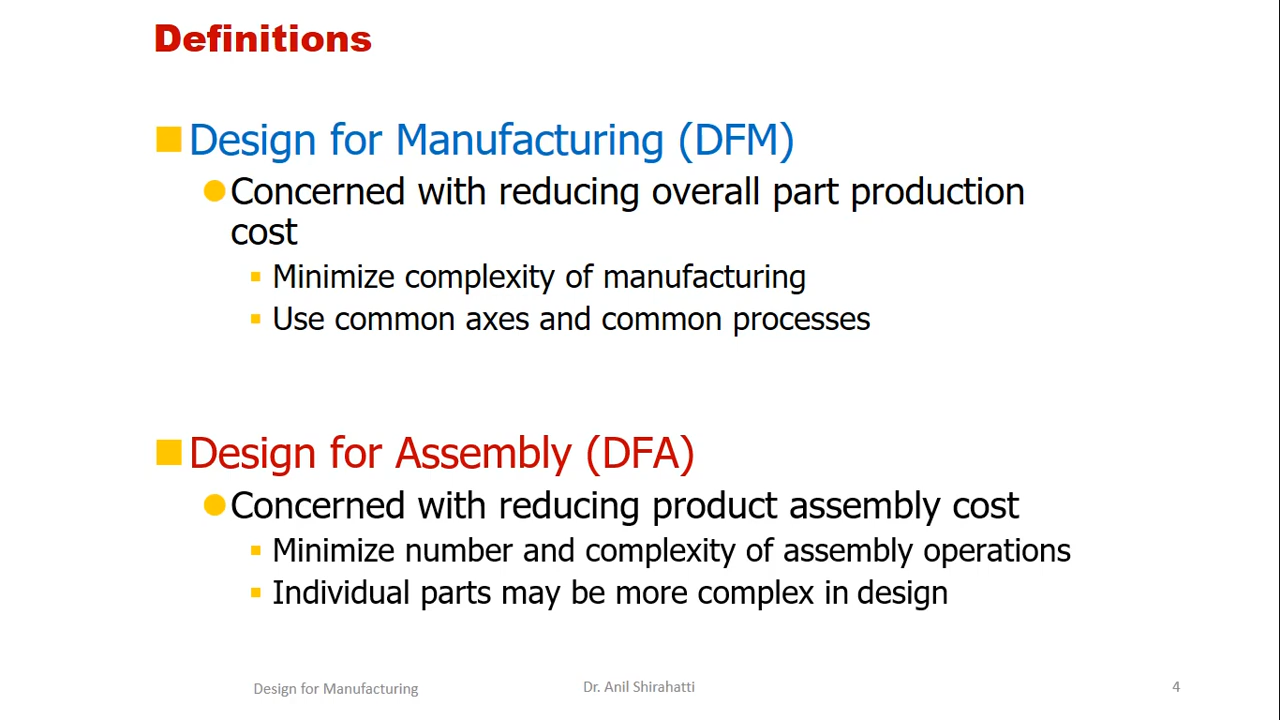 Definitions
Design for Manufacturing (DFM)
Concerned with reducing overall part production
cost
Minimize complexity of manufacturing
Use common axes and common processes
Design for Assembly (DFA)
Concerned with reducing product assembly cost
Minimize number and complexity of assembly operations
Individual parts may be more complex in design
Design for Manufacturing
Dr. Anil Shirahatti
4